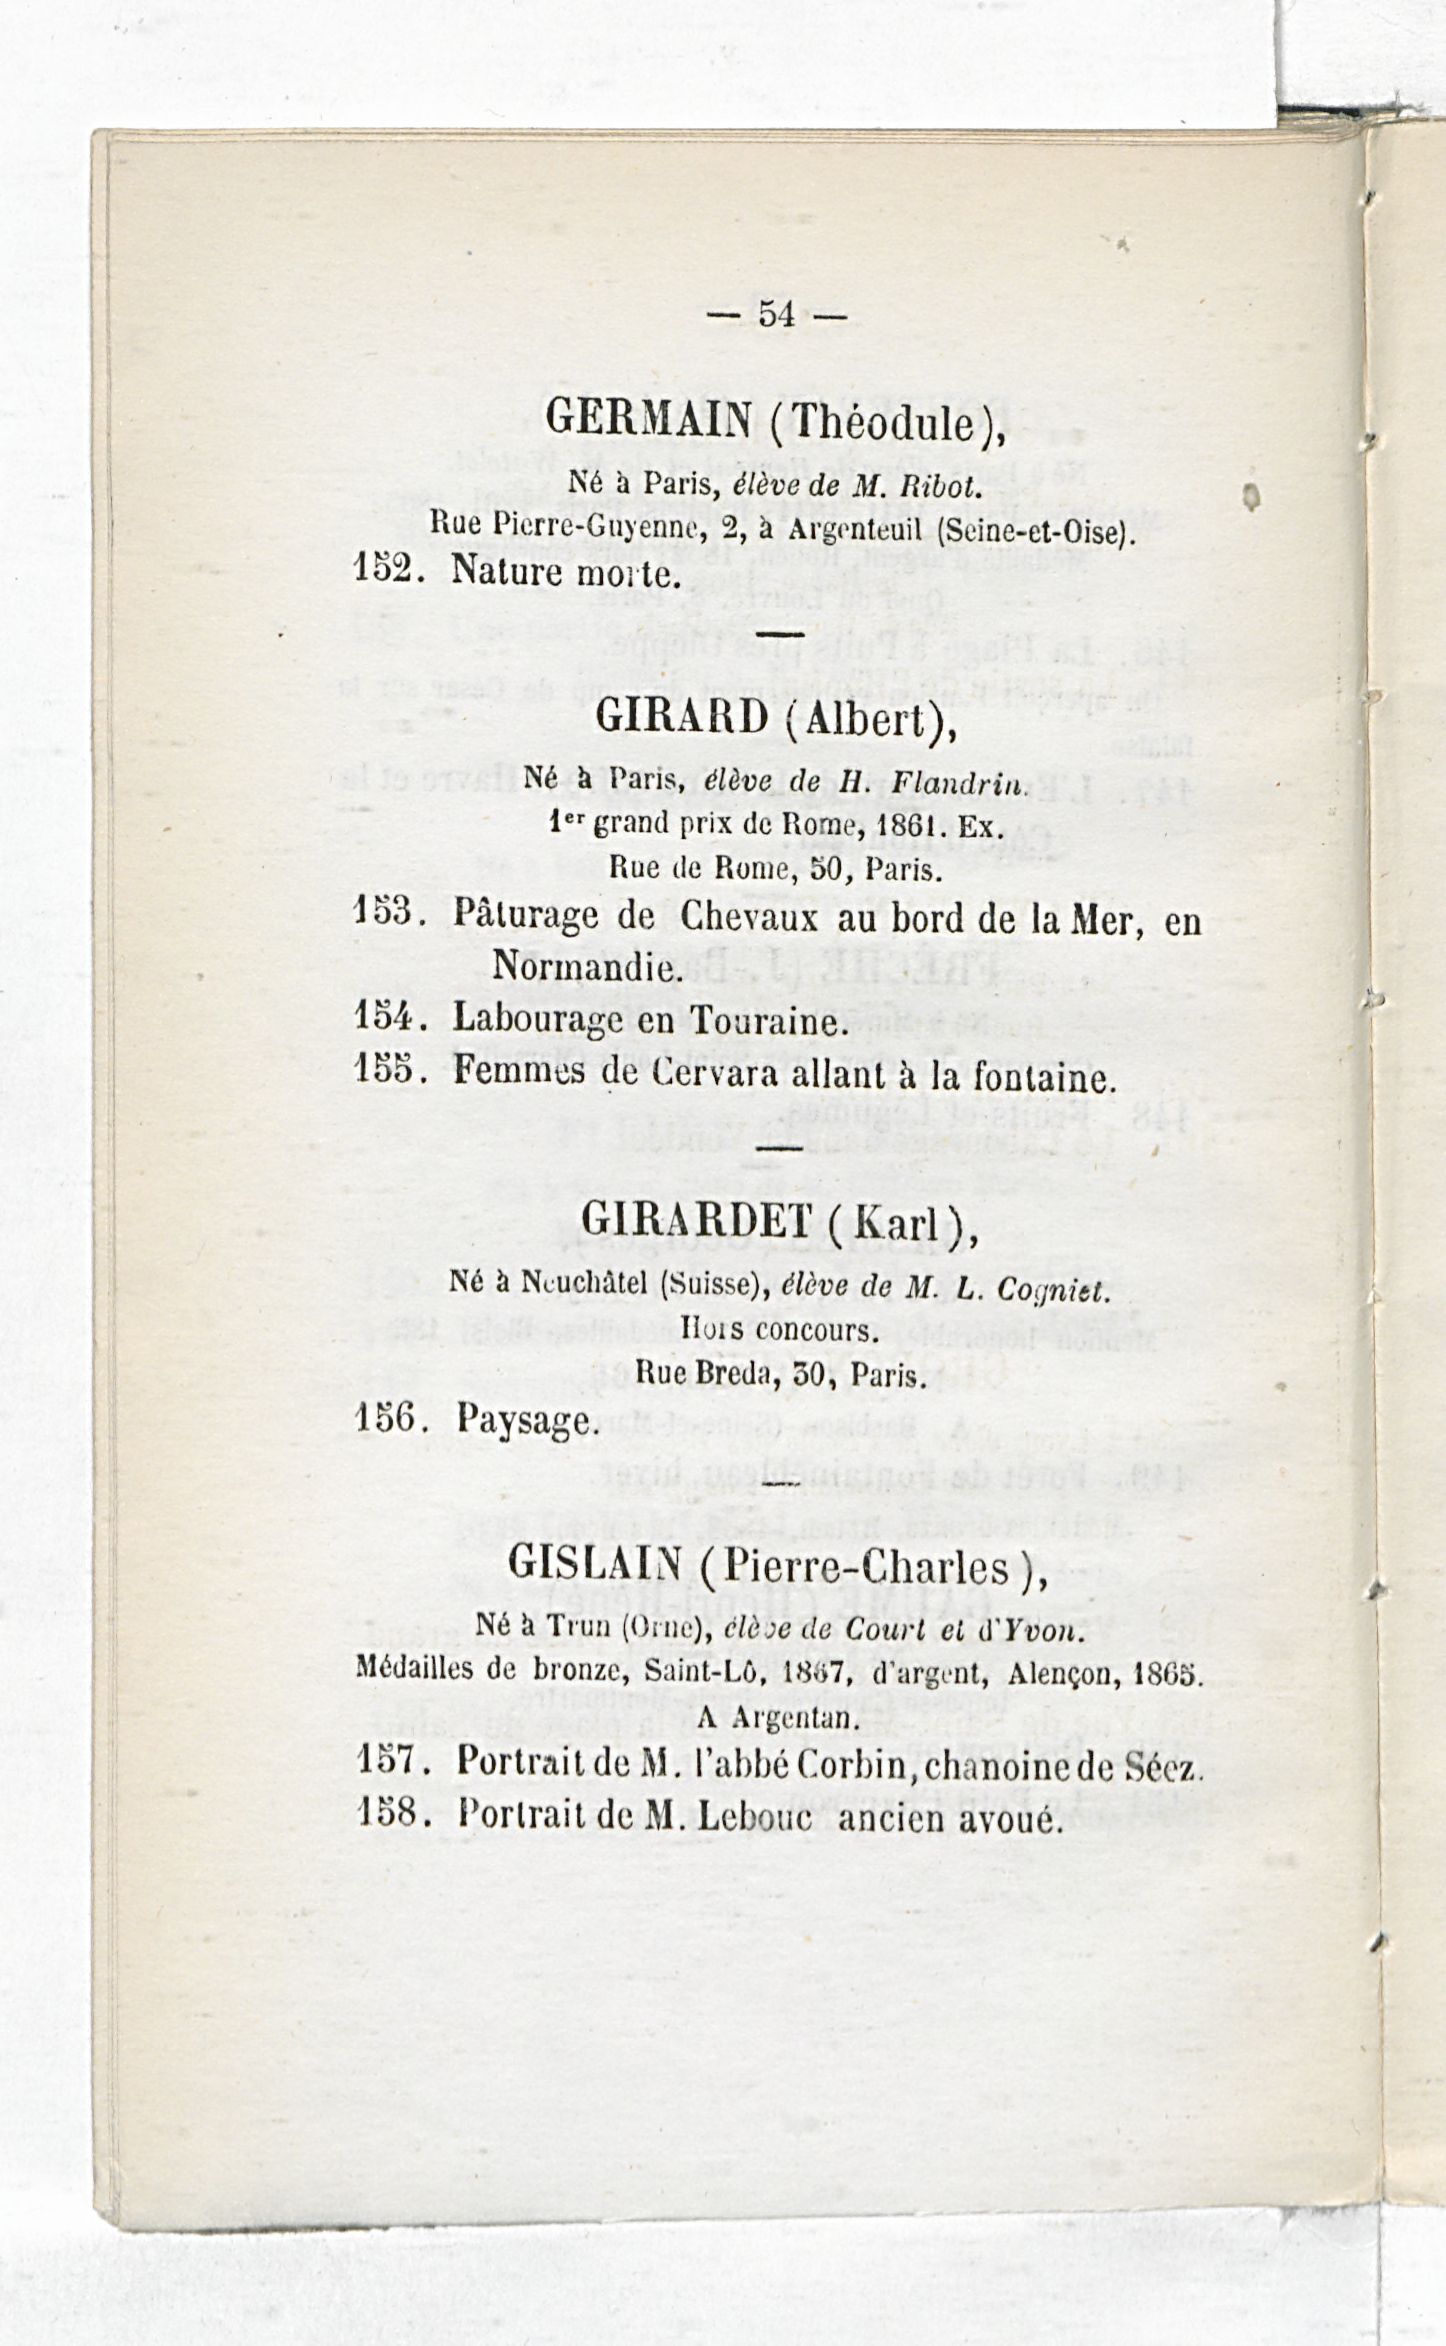 — 54 —
GERMAIN (Théodule),
Né à Paris, élève de M. Ribot.
Rue Pierre-Guyenne, 2, à Argenteuil (Seine-et-Oise).
152. Nature morte.
GIRARD (Albert),
Né à Paris, élève de H. Flandrin.
1er grand prix de Rome, 1861. Ex.
Rue de Rome, 50, Paris.
153. Pâturage de Chevaux au bord de la Mer, en
Normandie.
154. Labourage en Touraine.
155. Femmes de Cervara allant à la fontaine.
GIRARDET (Karl),
Né à Neuchâtel (Suisse), élève de M. L. Cogniet.
Hors concours.
Rue Breda, 30, Paris.
156. Paysage.
GISLAIN (Pierre-Charles),
Né à Trun (Orne), élève de Court et d'Yvon.
Médailles de bronze, Saint-Lô, 1867, d'argent, Alençon, 1865.
A Argentan.
157. Portrait de M. l'abbé Corbin, chanoine de Séez.
158. Portrait de M. Lebouc ancien avoué.